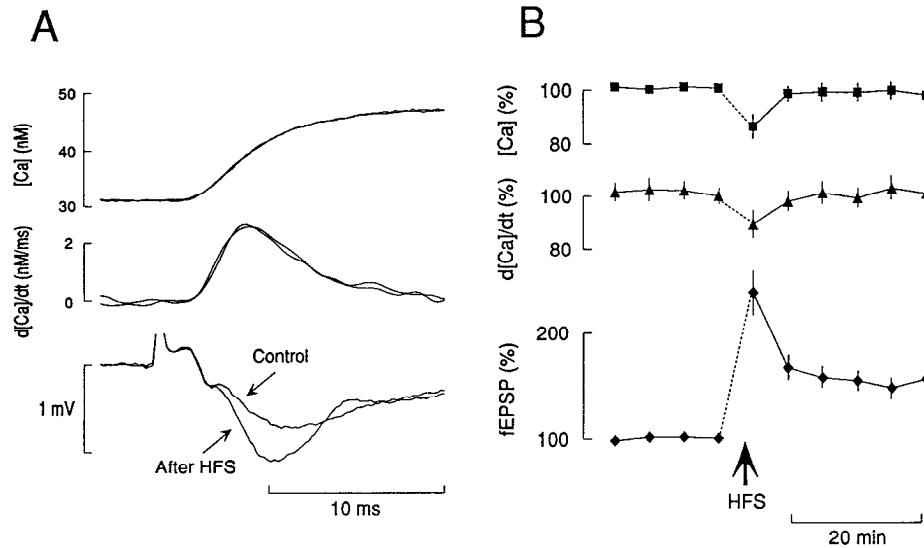 A
50
40
30
[Ca] (nM)
2
0
d[Ca]/dt (nM/ms)
Control
1 mV
After HFS
10 ms
B
100
80
[Ca] (%)
100
80
d[Ca]/dt (%)
200
100
fEPSP (%)
HFS
20 min